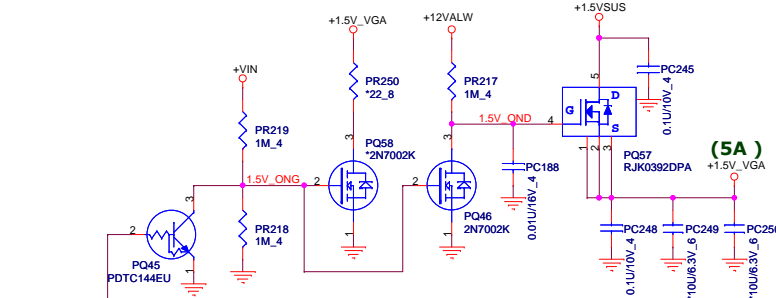 +1.5VSUS
+1.5V_VGA
+12VALW
+VIN
PR250
*22_8
PR217
1M_4
PC245
0.1U/10V_4
5
D
G
S
4
1.5V_OND
PR219
1M_4
PQ58
*2N7002K
3
3
1
2
3
PQ57
RJK0392DPA
(5A )
+1.5V_VGA
PC188
0.01U/16V_4
1.5V_ONG
2
2
3
PQ46
2N7002K
1
1
PR218
1M_4
2
PQ45
PDTC144EU
1
PC248
0.1U/10V_4
PC249
*10U/6.3V_6
PC250
*10U/6.3V_6